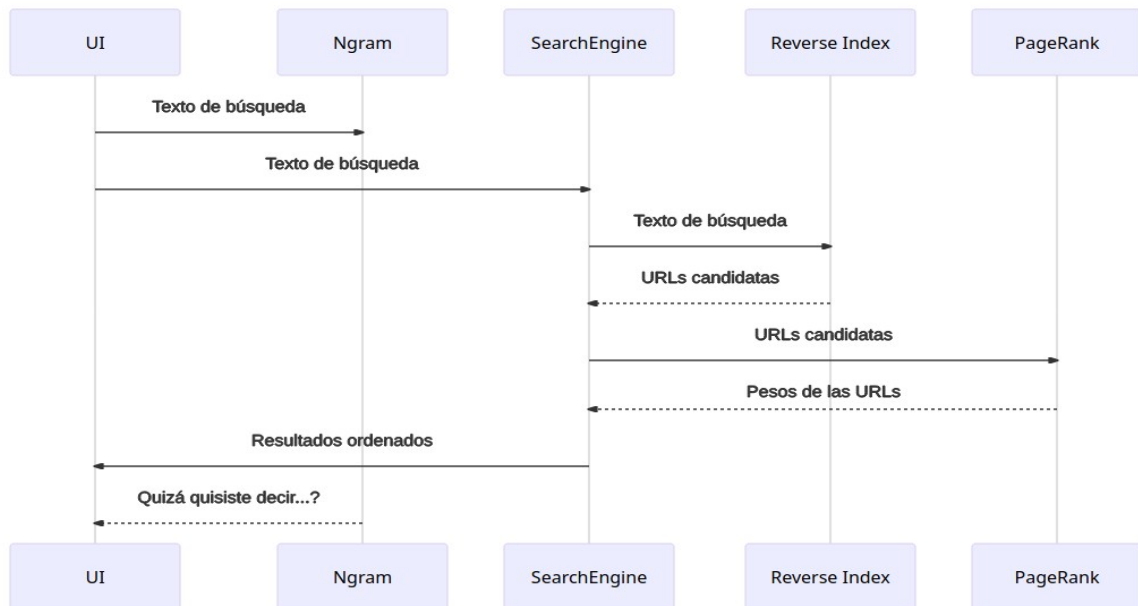 UI
Ngram
SearchEngine
Reverse Index
PageRank
Texto de búsqueda
Texto de búsqueda
Texto de búsqueda
URLs candidatas
URLs candidatas
Pesos de las URLs
Resultados ordenados
Quizá quisiste decir...?
UI
Ngram
SearchEngine
Reverse Index
PageRank